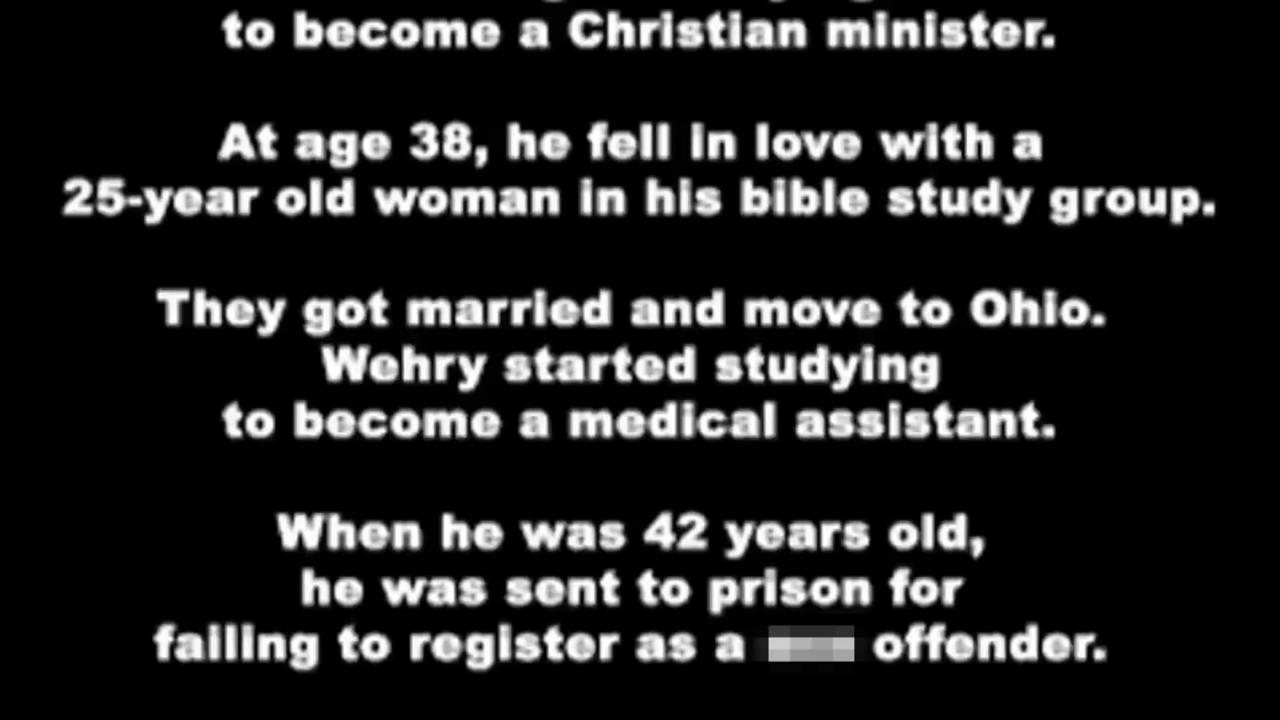 to become a Christian minister.
At age 38, he fell in love with a
25-year old woman in his bible study group.
They got married and move to Ohio.
Wehry started studying
to become a medical assistant.
When he was 42 years old,
he was sent to prison for
failing to register as a offender.